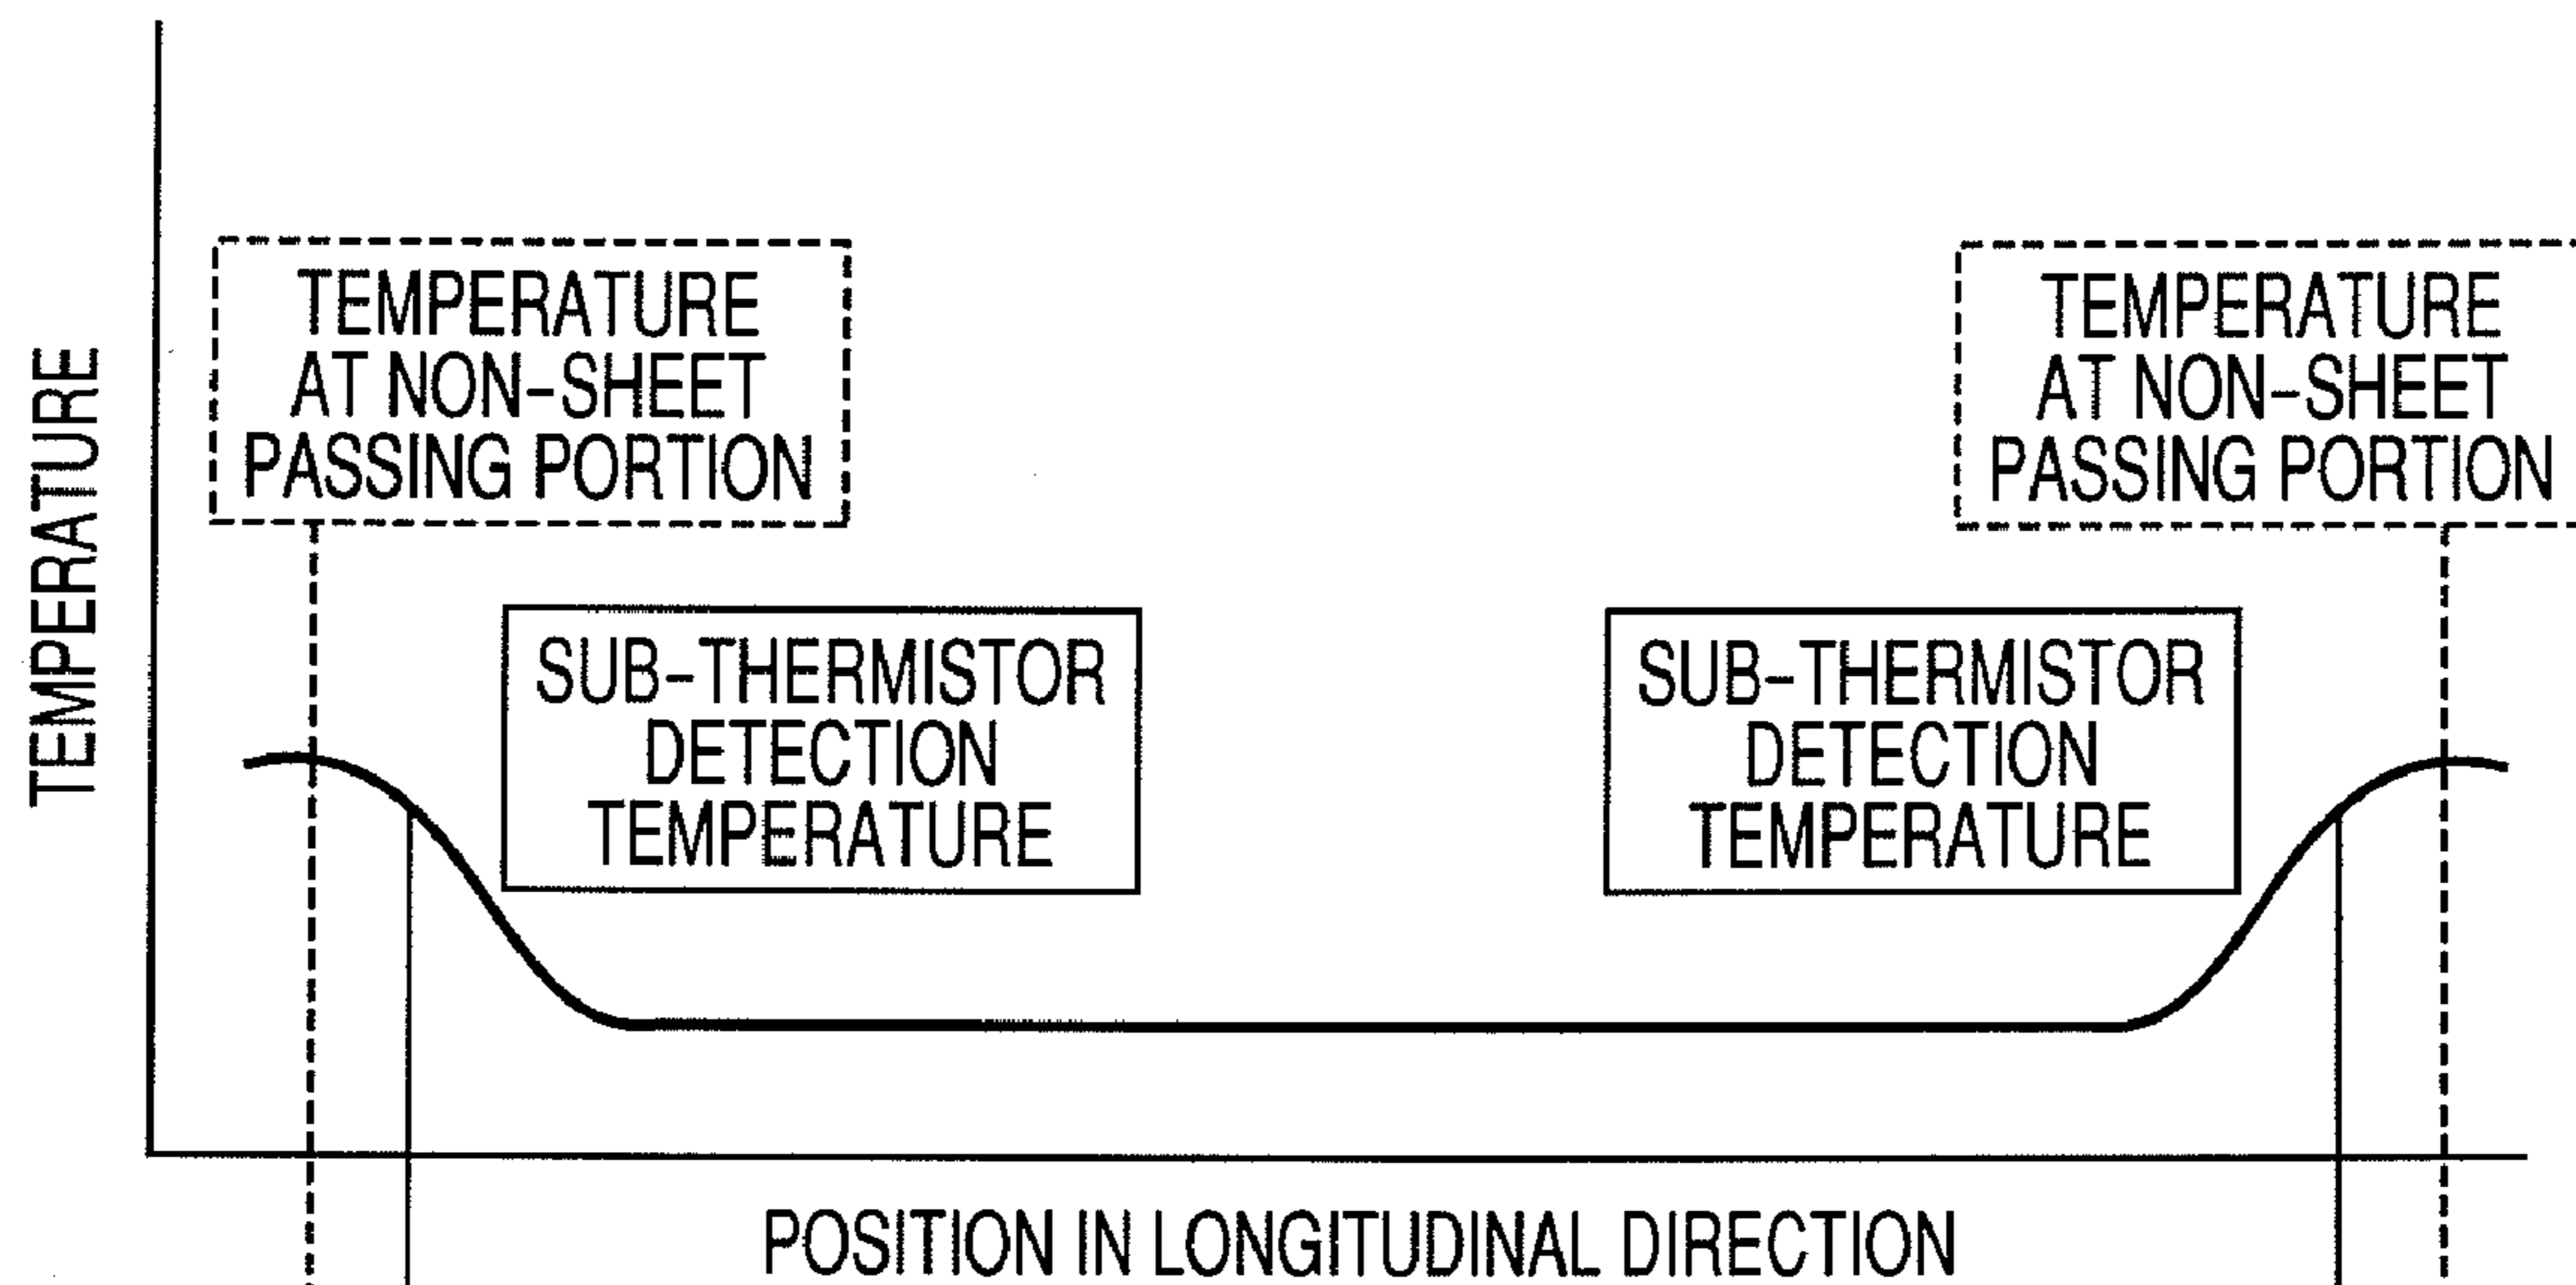 TEMPERATURE
TEMPERATURE
AT NON-SHEET
PASSING PORTION
TEMPERATURE
AT NON-SHEET
PASSING PORTION
SUB-THERMISTOR
DETECTION
TEMPERATURE
SUB-THERMISTOR
DETECTION
TEMPERATURE
POSITION IN LONGITUDINAL DIRECTION